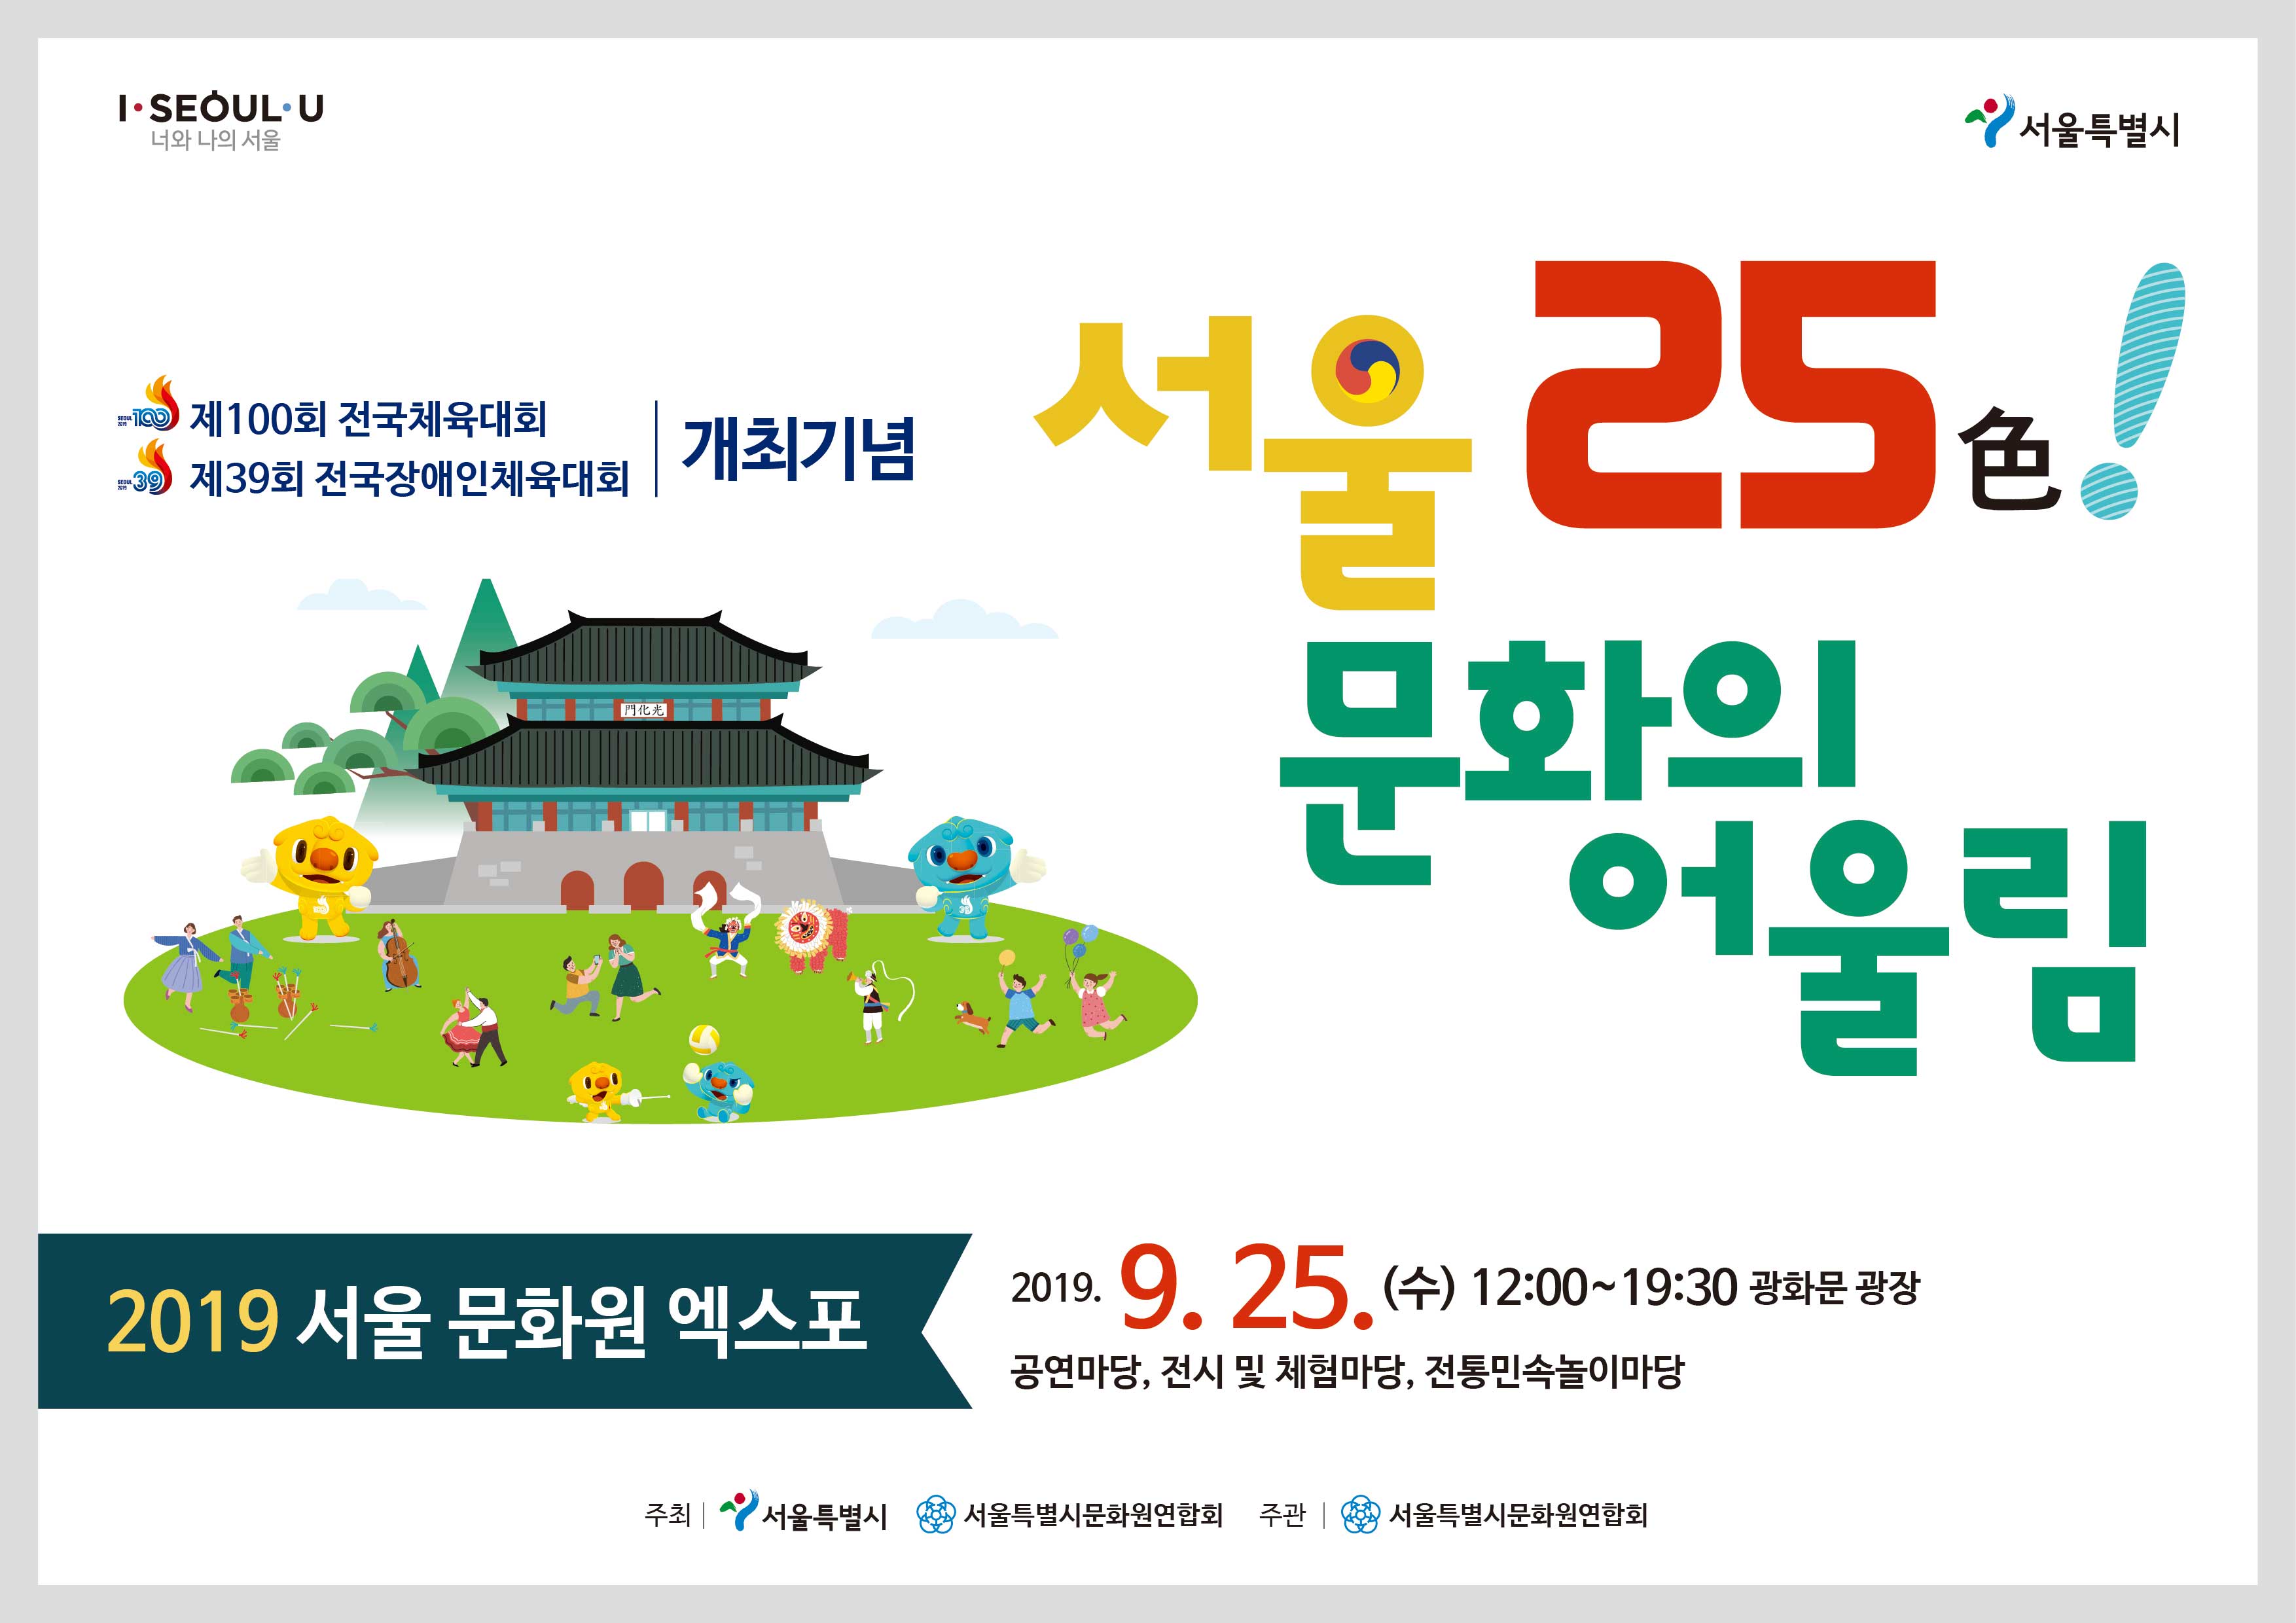 I·SEOUL·U
너와 나의 서울
서울특별시
SEOUL 2019 100 제100회 전국체육대회
SEOUL 2019 39 제39회 전국장애인체육대회
개최기념
서울 25色!
문화의
어울림
門化光
2019 서울 문화원 엑스포
2019. 9. 25. (수) 12:00~19:30 광화문 광장
공연마당, 전시 및 체험마당, 전통민속놀이마당
주최 | 서울특별시 서울특별시문화원연합회 주관 | 서울특별시문화원연합회